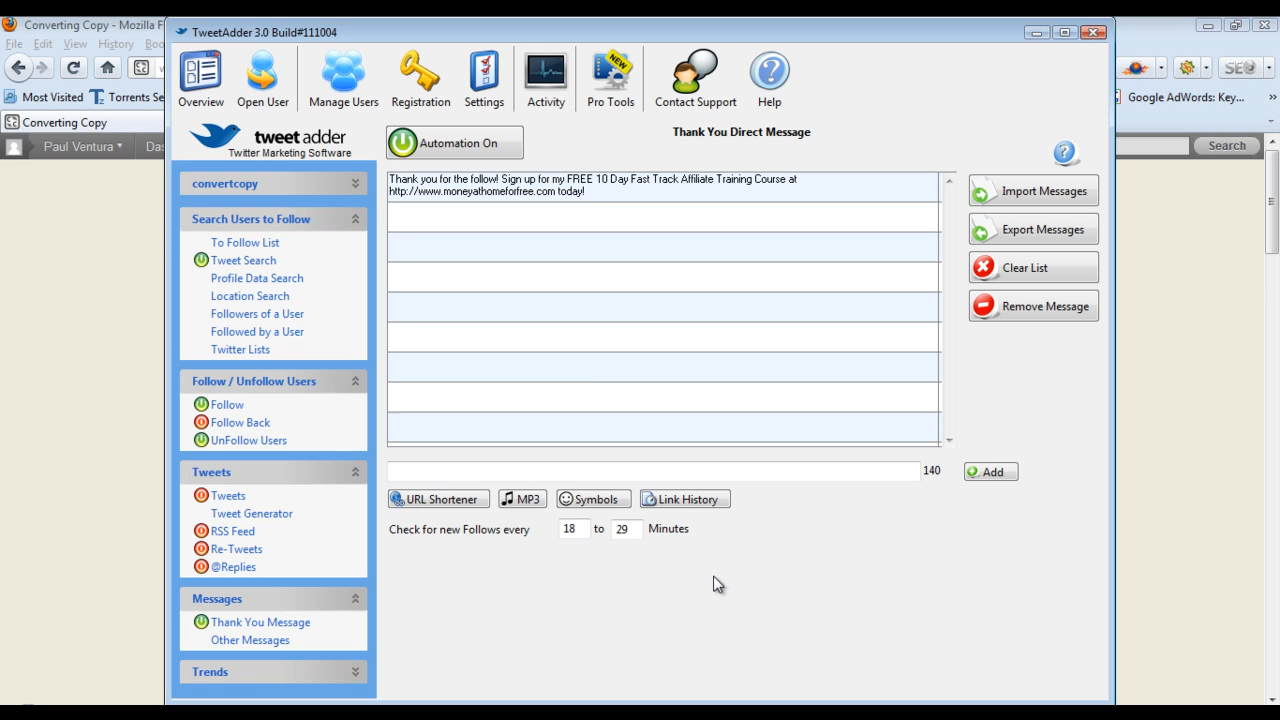 Converting Copy - Mozilla F
TweetAdder 3.0 Build#111004
File Edit View History Boo
Overview
Open User
Manage Users
Registration
Settings
Activity
NEW
Pro Tools
Contact Support
Help
SE
Most Visited
Torrents Se
Google AdWords: Key...
»
Converting Copy
Paul Ventura
Das
Search
tweet adder
Twitter Marketing Software
Automation On
Thank You Direct Message
convertcopy
Search Users to Follow
To Follow List
Tweet Search
Profile Data Search
Location Search
Followers of a User
Followed by a User
Twitter Lists
Follow / Unfollow Users
Follow
Follow Back
UnFollow Users
Tweets
Tweets
Tweet Generator
RSS Feed
Re-Tweets
@Replies
Messages
Thank You Message
Other Messages
Trends
Thank you for the follow! Sign up for my FREE 10 Day Fast Track Affiliate Training Course at
http://www.moneyathomeforfree.com today!
Import Messages
Export Messages
Clear List
Remove Message
140
Add
URL Shortener
MP3
Symbols
Link History
Check for new Follows every 18 to 29 Minutes